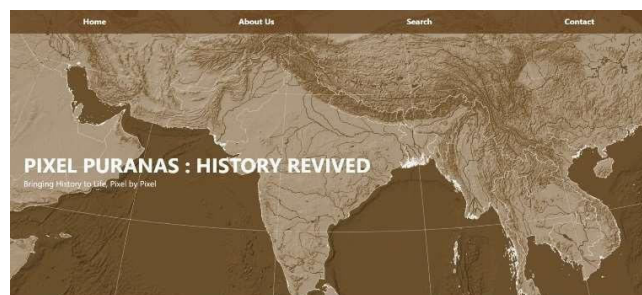 Home About Us Search Contact
PIXEL PURANAS : HISTORY REVIVED
Bringing History to Life, Pixel by Pixel